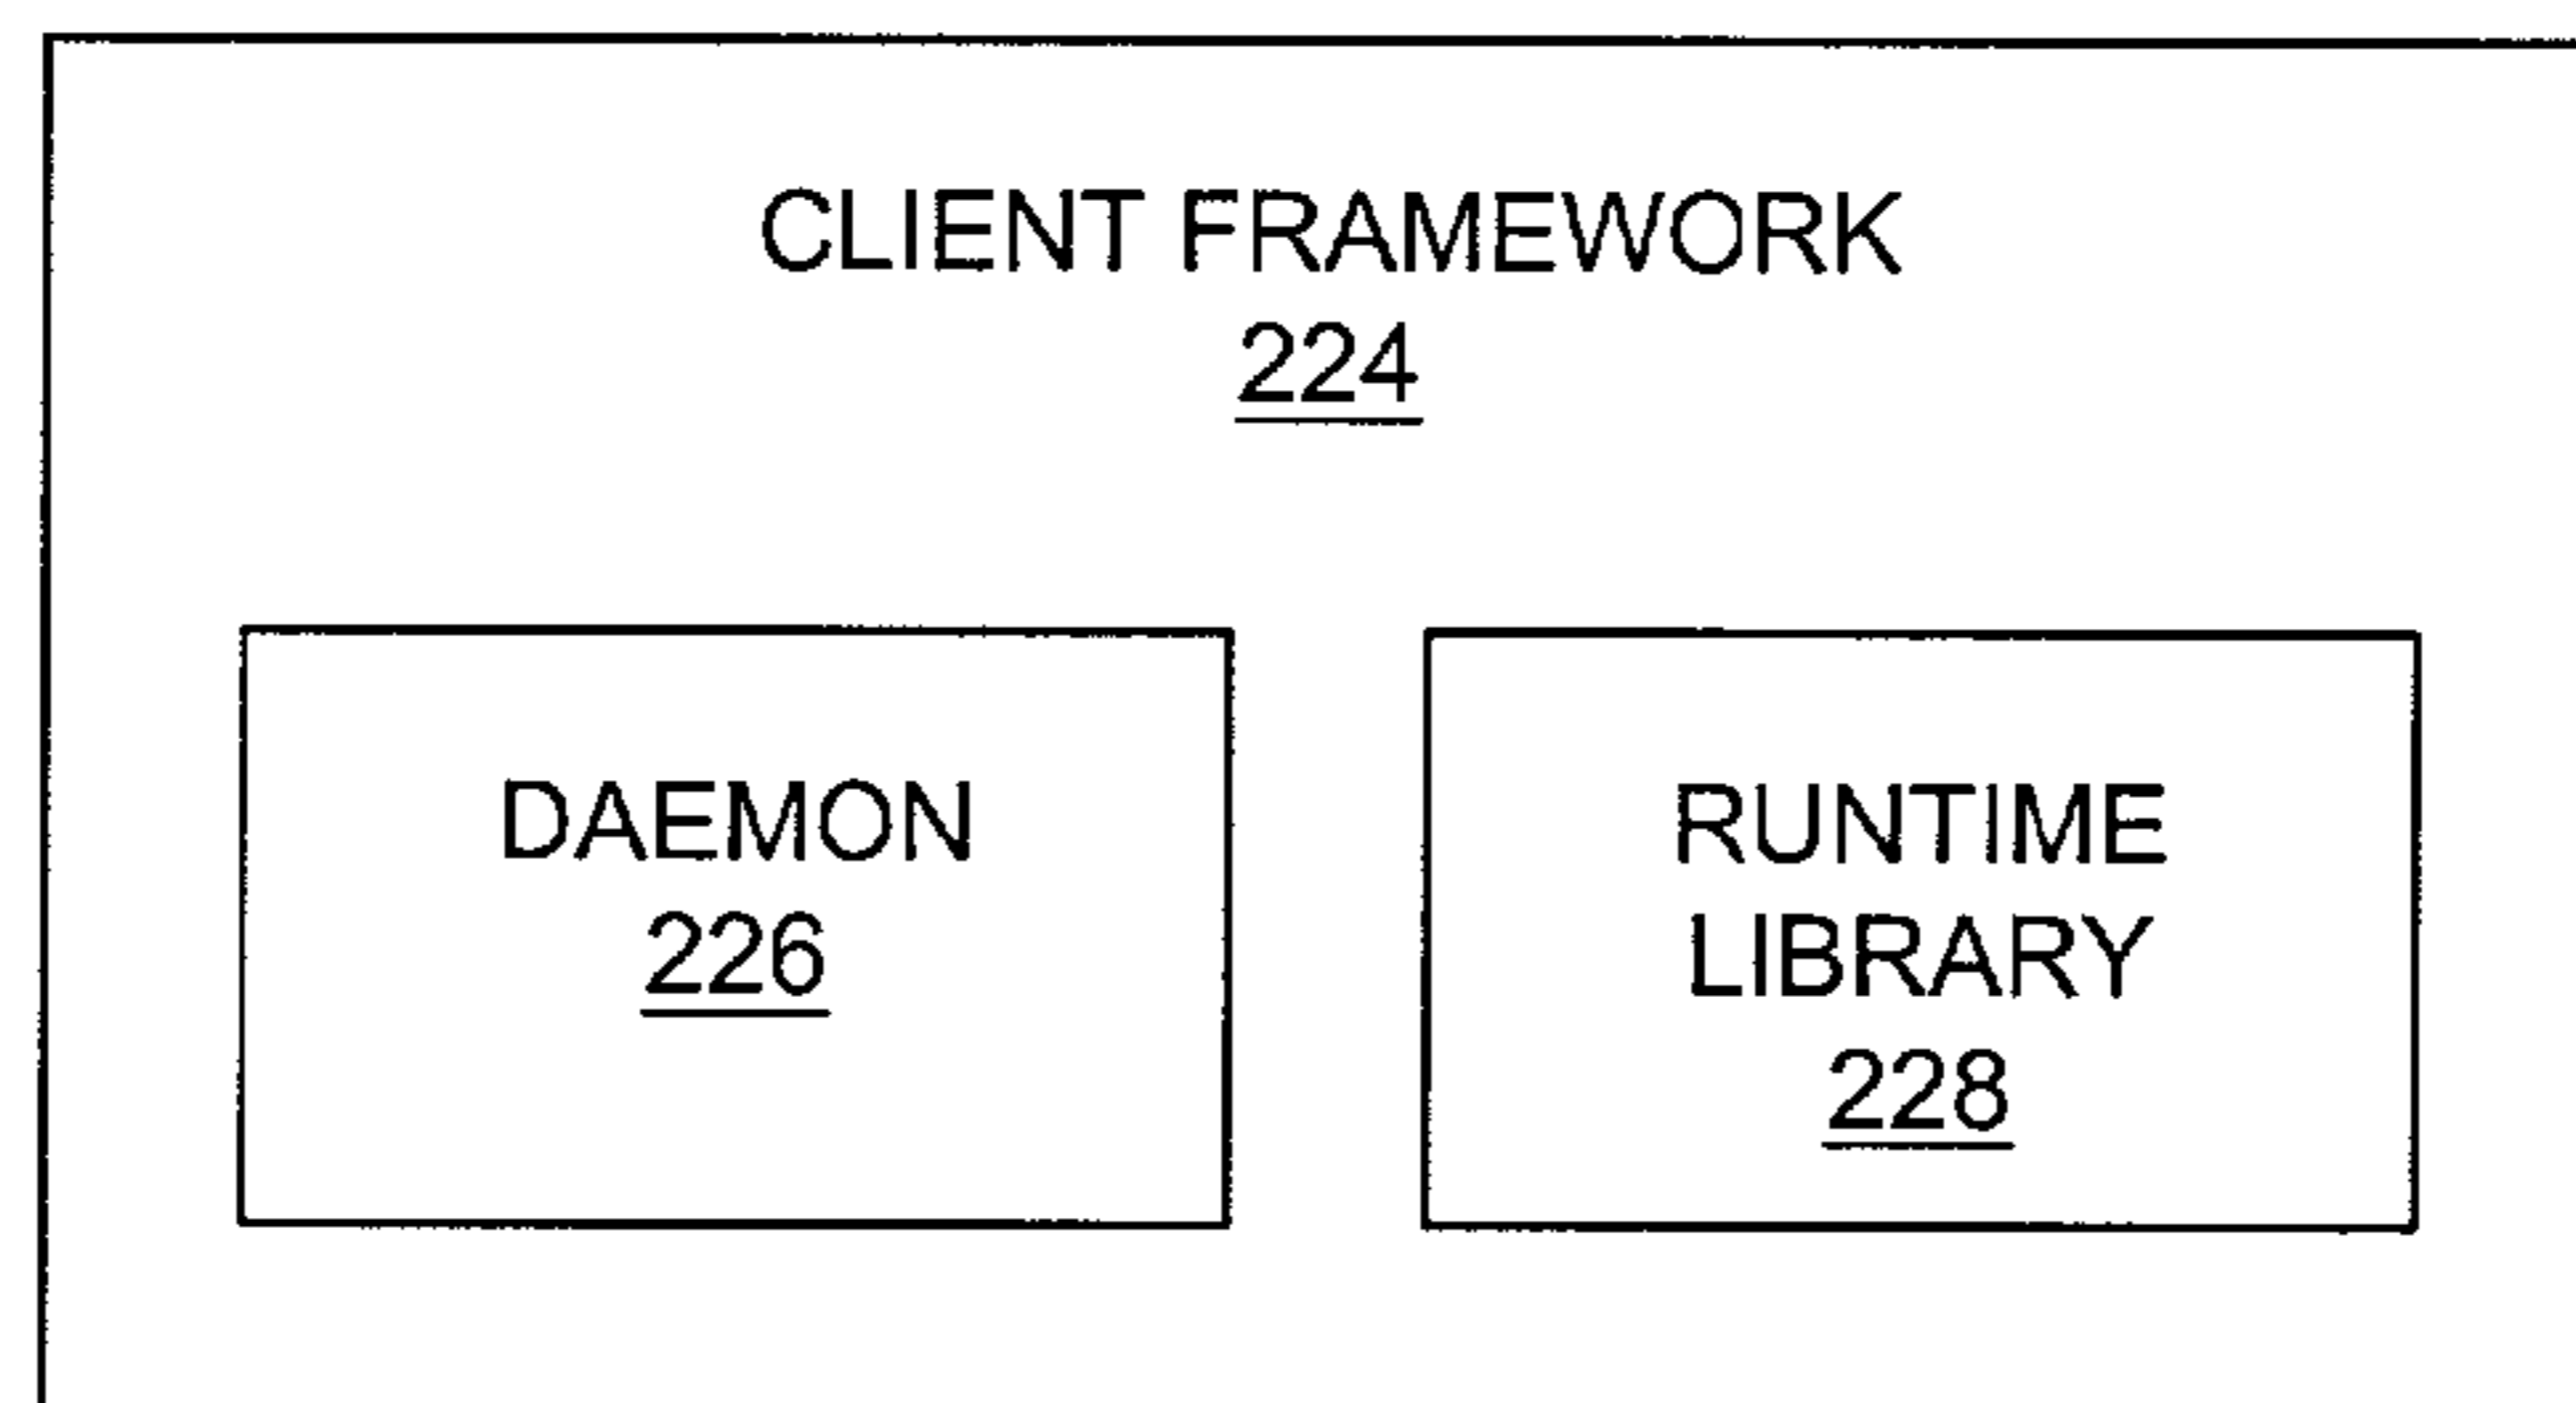 CLIENT FRAMEWORK
224
DAEMON
226
RUNTIME
LIBRARY
228